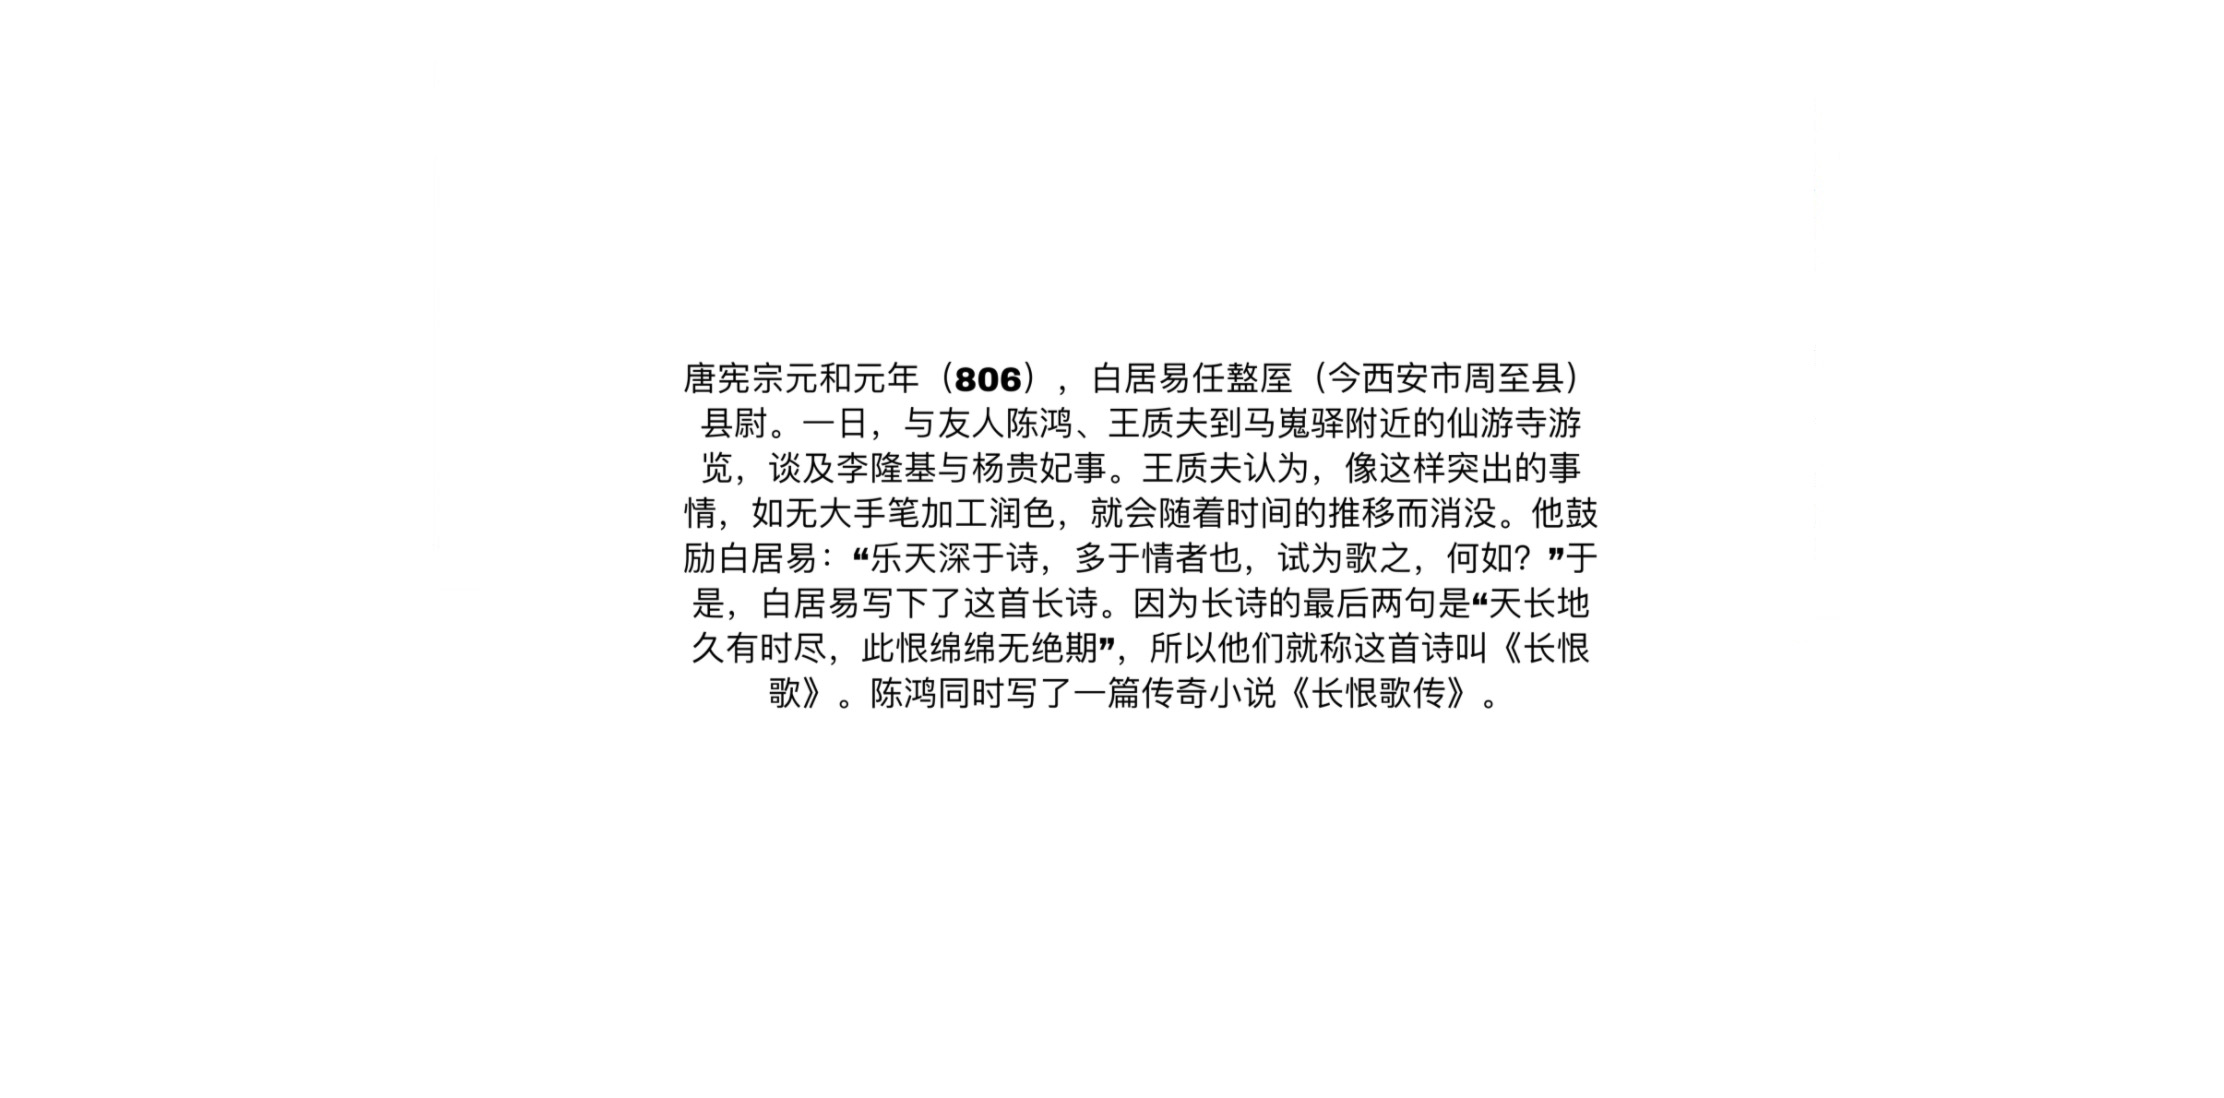 唐宪宗元和元年（806），白居易任盩厔（今西安市周至县）
县尉。一日，与友人陈鸿、王质夫到马嵬驿附近的仙游寺游
览，谈及李隆基与杨贵妃事。王质夫认为，像这样突出的事
情，如无大手笔加工润色，就会随着时间的推移而消没。他鼓
励白居易：“乐天深于诗，多于情者也，试为歌之，何如？”于
是，白居易写下了这首长诗。因为长诗的最后两句是“天长地
久有时尽，此恨绵绵无绝期”，所以他们就称这首诗叫《长恨
歌》。陈鸿同时写了一篇传奇小说《长恨歌传》。